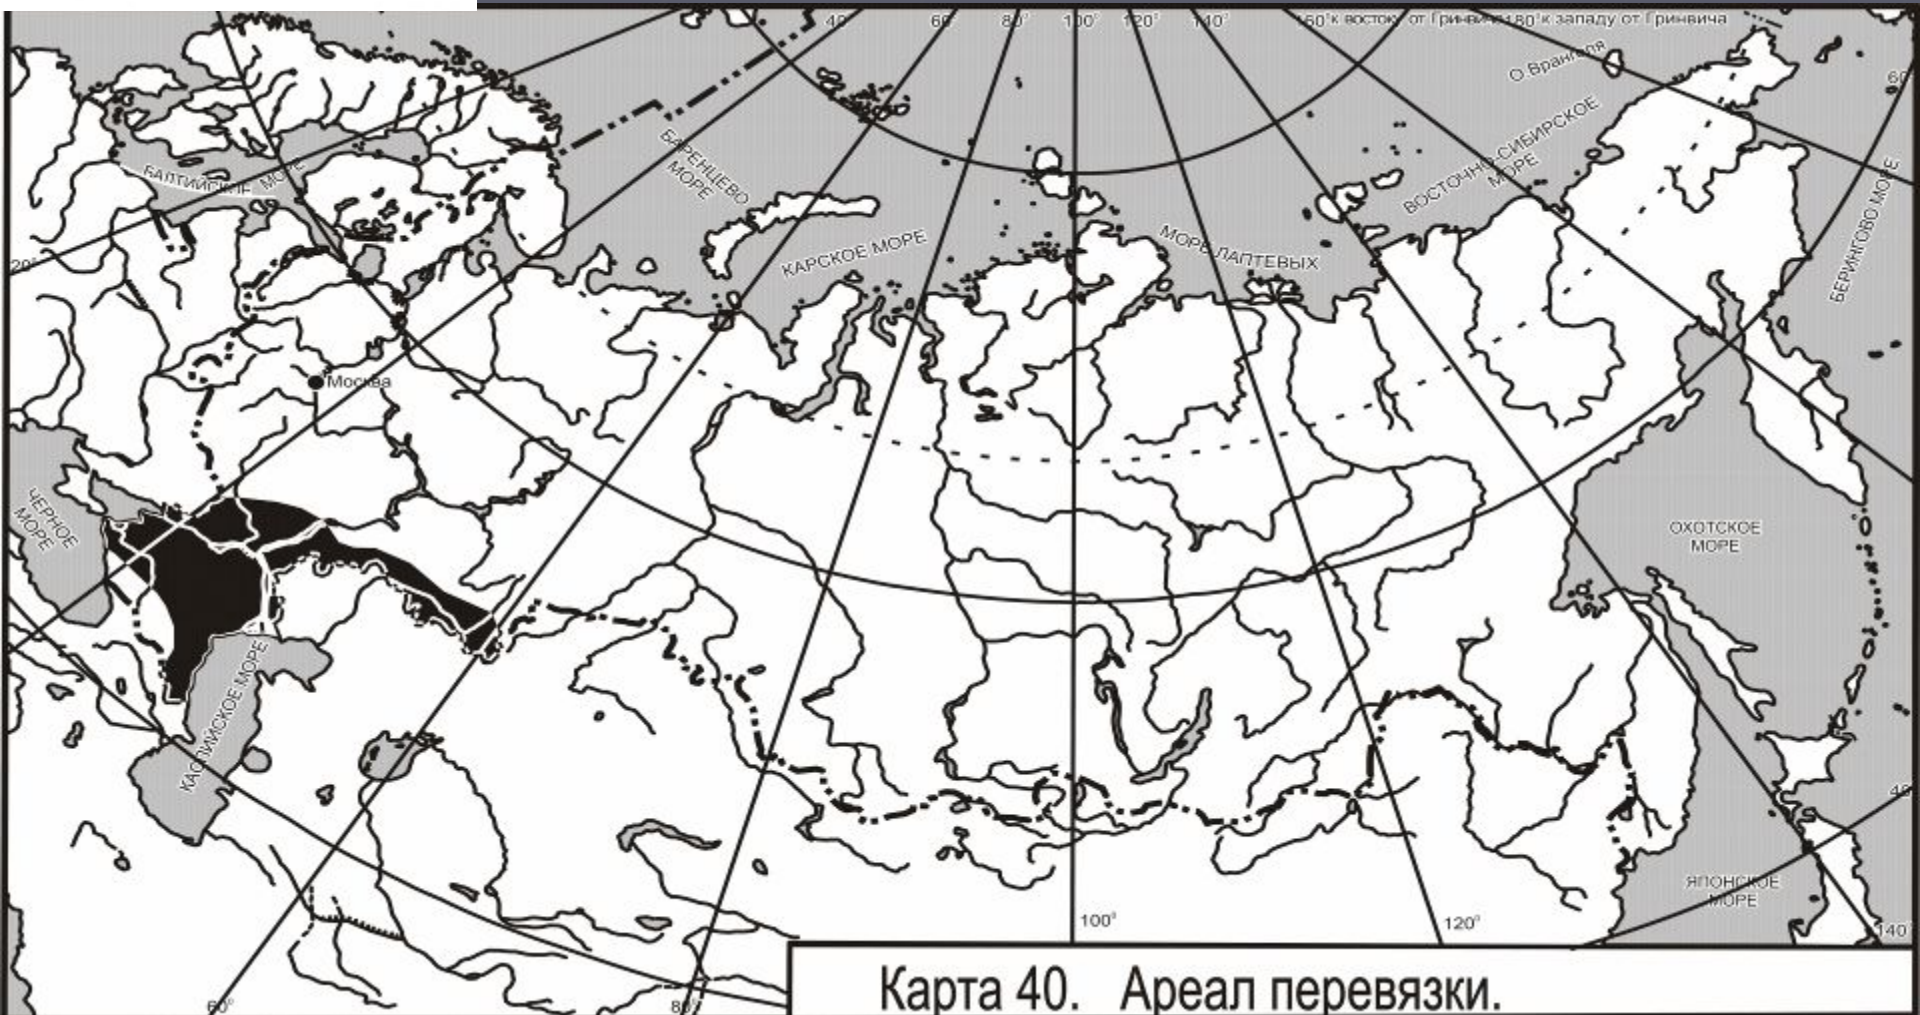 40° 60° 80° 100° 120° 140° 160°к востоку от Гринвича 180°к западу от Гринвича
О Врангеля
60
БАРЕНЦЕВО
МОРЕ
ВОСТОЧНО-СИБИРСКОЕ
МОРЕ
БАЛТИЙСКИЕ МОРЕ
БЕРИНГОВО МОРЕ
КАРСКОЕ МОРЕ
МОРЕ ЛАПТЕВЫХ
20°
Москва
ЧЕРНОЕ
МОРЕ
ОХОТСКОЕ
МОРЕ
КАСПИЙСКОЕ МОРЕ
40
ЯПОНСКОЕ
МОРЕ
100°
120°
140°
60°
80°
Карта 40. Ареал перевязки.